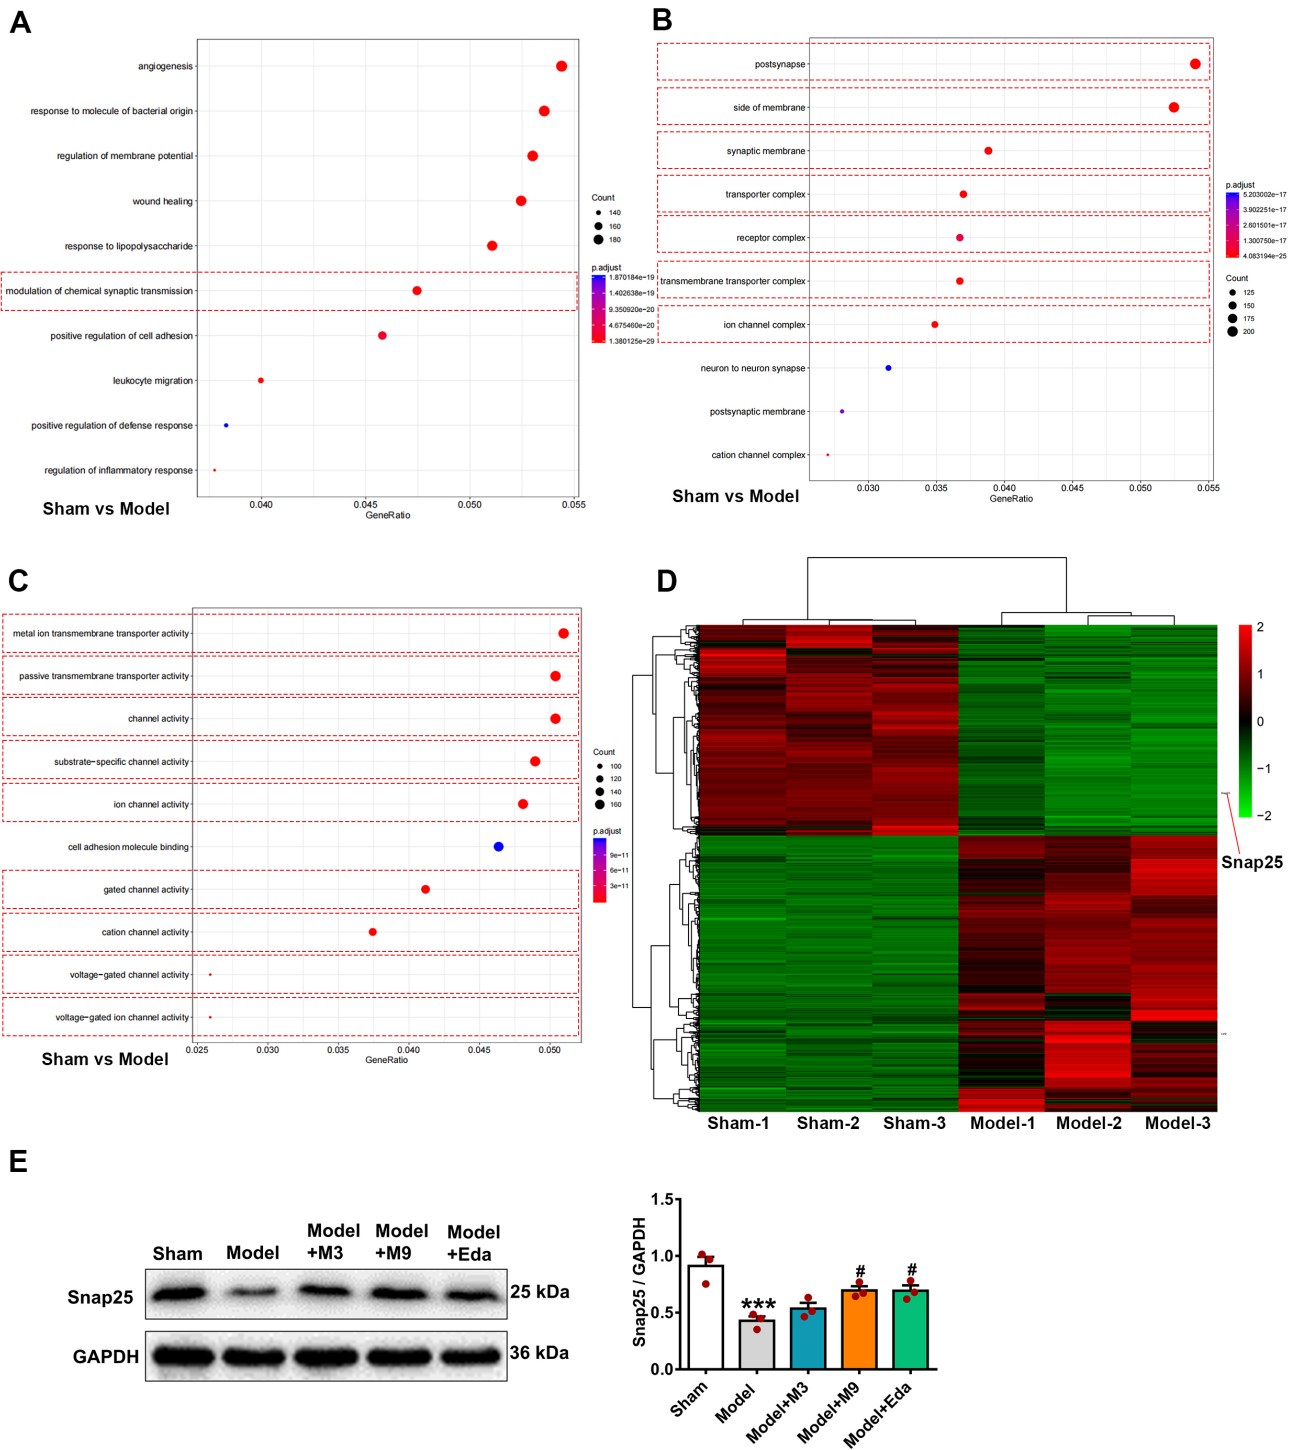 A
angiogenesis
response to molecule of bacterial origin
regulation of membrane potential
wound healing
response to lipopolysaccharide
modulation of chemical synaptic transmission
positive regulation of cell adhesion
leukocyte migration
positive regulation of defense response
regulation of inflammatory response
0.040 0.045 0.050 0.055
GeneRatio
Sham vs Model
Count
140
160
180
p.adjust
1.870184e−19
1.402638e−19
9.350920e−20
4.675460e−20
1.380125e−29
B
postsynapse
side of membrane
synaptic membrane
transporter complex
receptor complex
transmembrane transporter complex
ion channel complex
neuron to neuron synapse
postsynaptic membrane
cation channel complex
0.030 0.035 0.040 0.045 0.050 0.055
GeneRatio
Sham vs Model
p.adjust
5.203002e−17
3.902251e−17
2.601501e−17
1.300750e−17
4.083194e−25
Count
125
150
175
200
C
metal ion transmembrane transporter activity
passive transmembrane transporter activity
channel activity
substrate−specific channel activity
ion channel activity
cell adhesion molecule binding
gated channel activity
cation channel activity
voltage−gated channel activity
voltage−gated ion channel activity
0.025 0.030 0.035 0.040 0.045 0.050
GeneRatio
Sham vs Model
Count
100
120
140
160
p.adjust
9e−11
6e−11
3e−11
D
2
1
0
−1
−2
Snap25
Sham-1 Sham-2 Sham-3 Model-1 Model-2 Model-3
E
Sham Model Model +M3 Model +M9 Model +Eda
Snap25 25 kDa
GAPDH 36 kDa
Snap25 / GAPDH
1.5
1.0
0.5
0.0
***
#
#
Sham
Model
Model+M3
Model+M9
Model+Eda